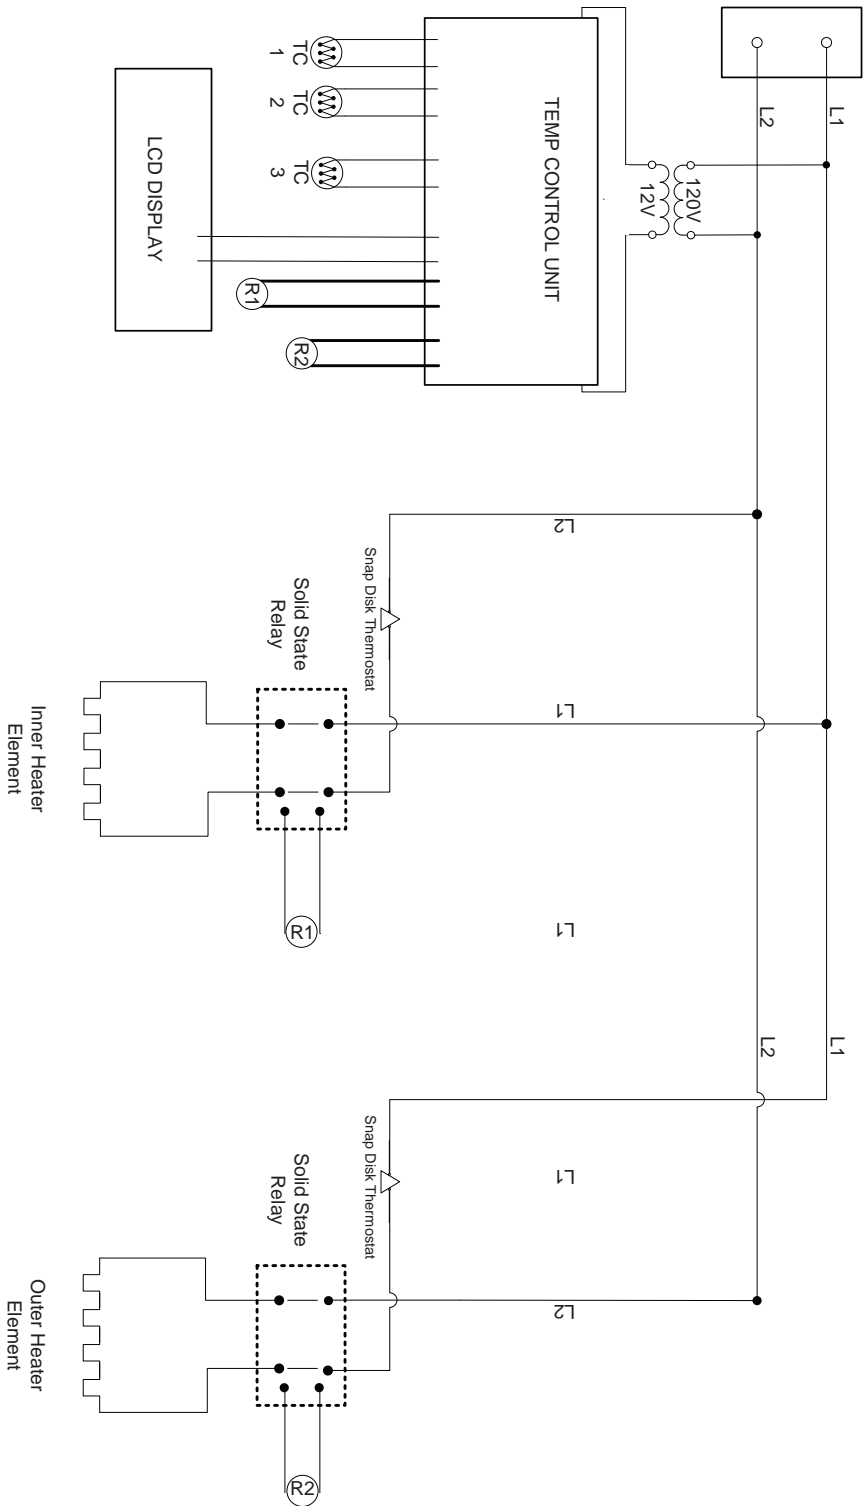 L1
L2
120V
12V
TEMP CONTROL UNIT
TC
1
TC
2
TC
3
LCD DISPLAY
R1
R2
L2
Snap Disk Thermostat
Solid State
Relay
L1
Inner Heater
Element
R1
L1
L1
L2
Snap Disk Thermostat
L1
Solid State
Relay
L2
Outer Heater
Element
R2